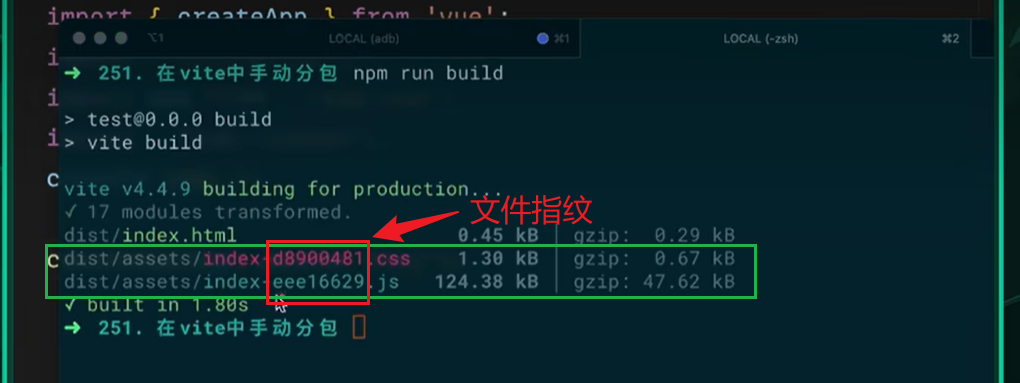 import { createApp } from 'vue';
⌥1 LOCAL (adb) ⌘1 LOCAL (-zsh) ⌘2
➜ 251. 在vite中手动分包 npm run build
> test@0.0.0 build
> vite build
vite v4.4.9 building for production...
✓ 17 modules transformed.
文件指纹
dist/index.html 0.45 kB │ gzip: 0.29 kB
dist/assets/index-d8900481.css 1.30 kB │ gzip: 0.67 kB
dist/assets/index-eee16629.js 124.38 kB │ gzip: 47.62 kB
✓ built in 1.80s
➜ 251. 在vite中手动分包